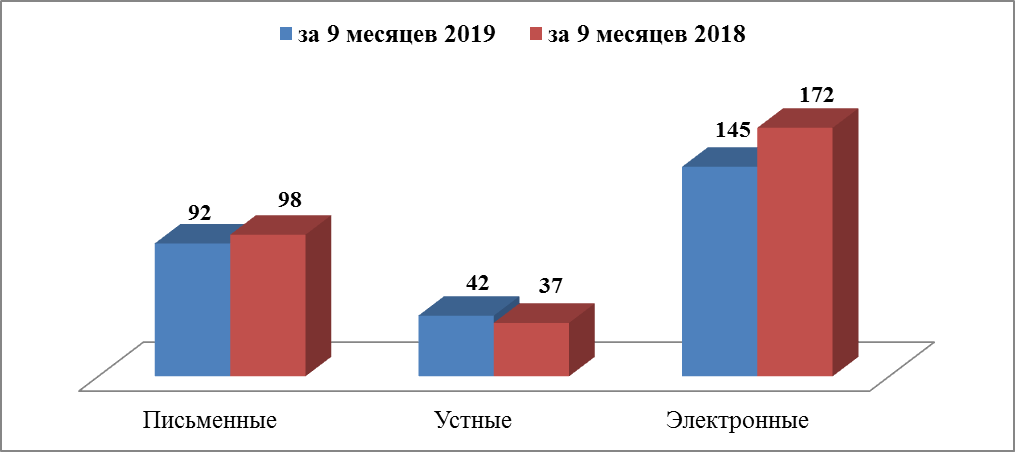 за 9 месяцев 2019 за 9 месяцев 2018
172
145
92 98
42 37
Письменные Устные Электронные